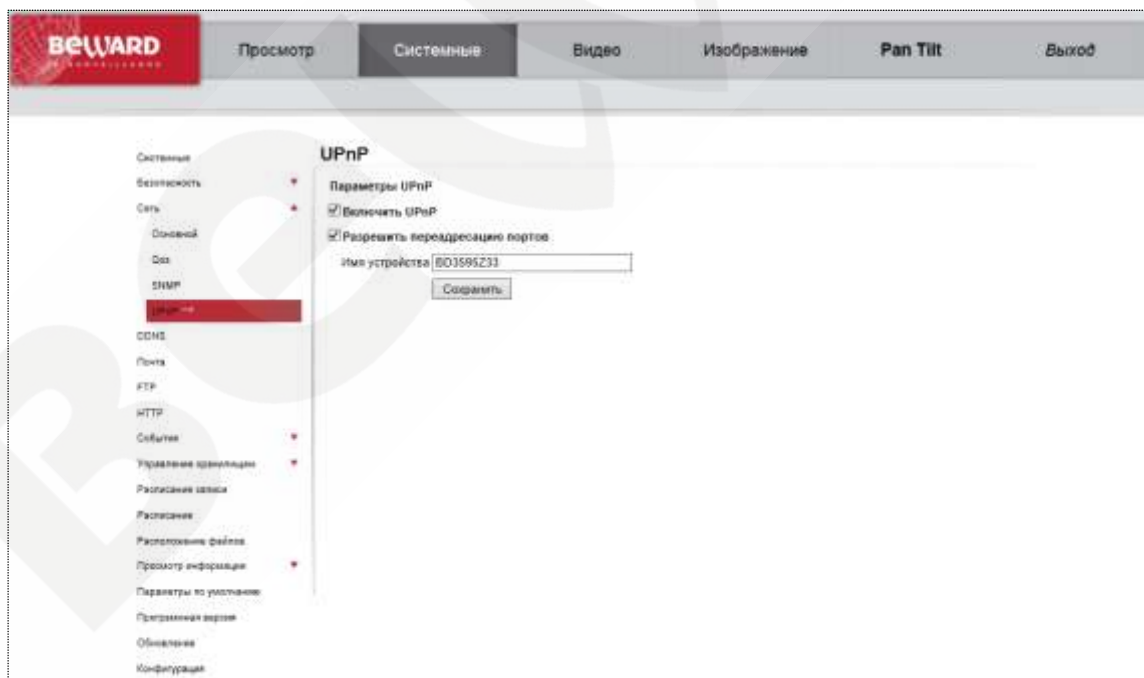 BEWARD
Просмотр
Системные
Видео
Изображение
Pan Tilt
Выход
Системные
Безопасность
Сеть
Основной
Qos
SNMP
UPnP
DDNS
Почта
FTP
HTTP
События
Управление хранилищем
Расписание записи
Расписание
Расположение файлов
Просмотр информации
Параметры по умолчанию
Программная версия
Обновление
Конфигурация
UPnP
Параметры UPnP
Включить UPnP
Разрешить переадресацию портов
Имя устройства BD3595Z33
Сохранить